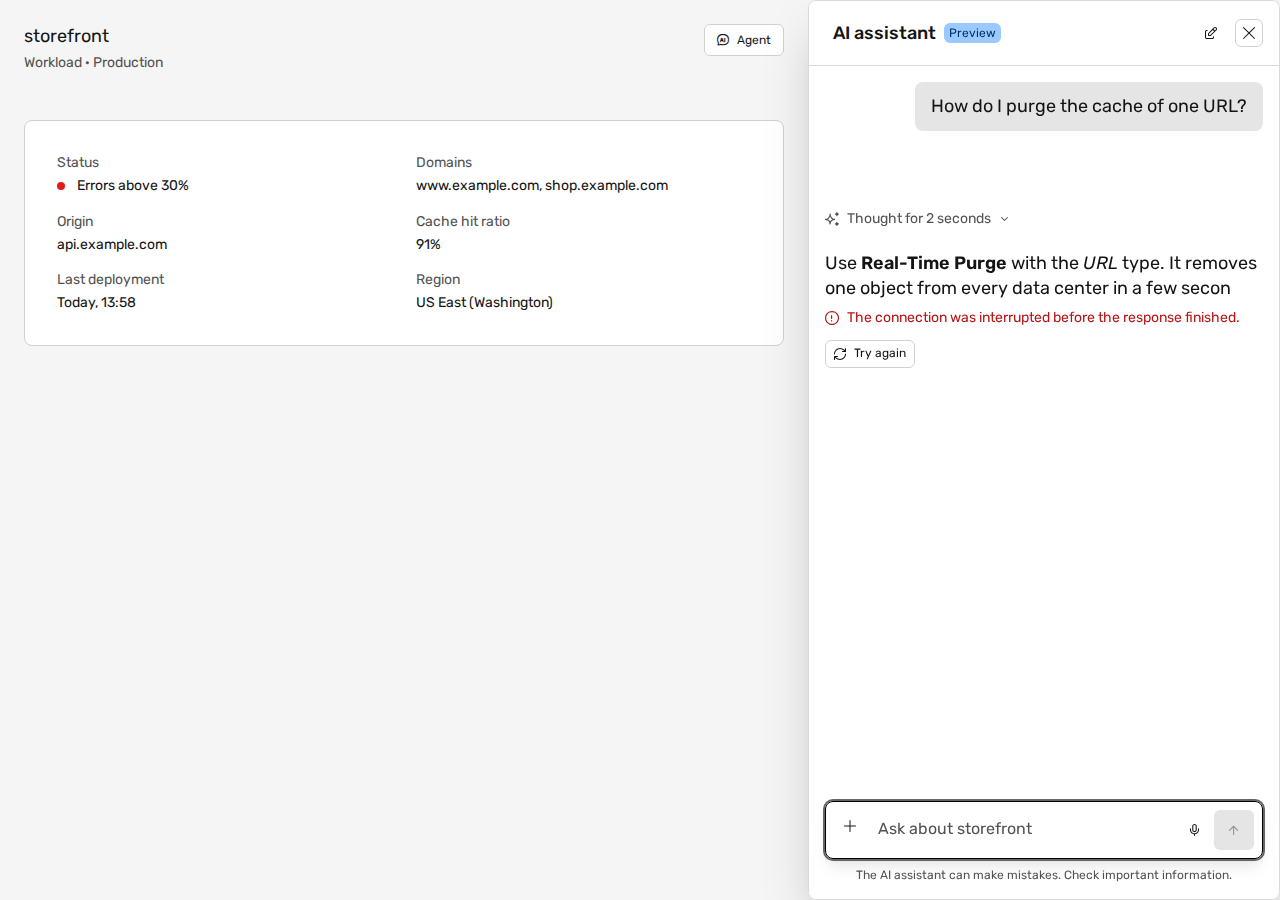 storefront
Workload • Production
Agent
Status
Errors above 30%
Domains
www.example.com, shop.example.com
Origin
api.example.com
Cache hit ratio
91%
Last deployment
Today, 13:58
Region
US East (Washington)
AI assistant
Preview
How do I purge the cache of one URL?
Thought for 2 seconds
Use Real-Time Purge with the URL type. It removes
one object from every data center in a few secon
The connection was interrupted before the response finished.
Try again
Ask about storefront
The AI assistant can make mistakes. Check important information.